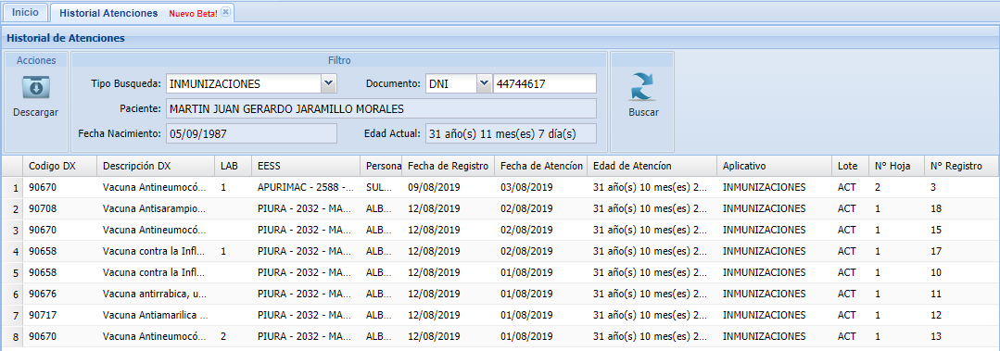 Inicio Historial Atenciones Nuevo Beta!
Historial de Atenciones
Acciones Filtro
Tipo Busqueda: INMUNIZACIONES Documento: DNI 44744617
Descargar Paciente: MARTIN JUAN GERARDO JARAMILLO MORALES Buscar
Fecha Nacimiento: 05/09/1987 Edad Actual: 31 año(s) 11 mes(es) 7 día(s)
Codigo DX Descripción DX LAB EESS Persona Fecha de Registro Fecha de Atencíon Edad de Atencíon Aplicativo Lote N° Hoja N° Registro
1 90670 Vacuna Antineumocó... 1 APURIMAC - 2588 -... SUL... 09/08/2019 03/08/2019 31 año(s) 10 mes(es) 2... INMUNIZACIONES ACT 2 3
2 90708 Vacuna Antisarampio... PIURA - 2032 - MA... ALB... 12/08/2019 02/08/2019 31 año(s) 10 mes(es) 2... INMUNIZACIONES ACT 1 18
3 90670 Vacuna Antineumocó... PIURA - 2032 - MA... ALB... 12/08/2019 02/08/2019 31 año(s) 10 mes(es) 2... INMUNIZACIONES ACT 1 15
4 90658 Vacuna contra la Infl... 1 PIURA - 2032 - MA... ALB... 12/08/2019 02/08/2019 31 año(s) 10 mes(es) 2... INMUNIZACIONES ACT 1 17
5 90658 Vacuna contra la Infl... PIURA - 2032 - MA... ALB... 12/08/2019 01/08/2019 31 año(s) 10 mes(es) 2... INMUNIZACIONES ACT 1 10
6 90676 Vacuna antirrabica, u... PIURA - 2032 - MA... ALB... 12/08/2019 01/08/2019 31 año(s) 10 mes(es) 2... INMUNIZACIONES ACT 1 11
7 90717 Vacuna Antiamarilica ... PIURA - 2032 - MA... ALB... 12/08/2019 01/08/2019 31 año(s) 10 mes(es) 2... INMUNIZACIONES ACT 1 12
8 90670 Vacuna Antineumocó... 2 PIURA - 2032 - MA... ALB... 12/08/2019 01/08/2019 31 año(s) 10 mes(es) 2... INMUNIZACIONES ACT 1 13